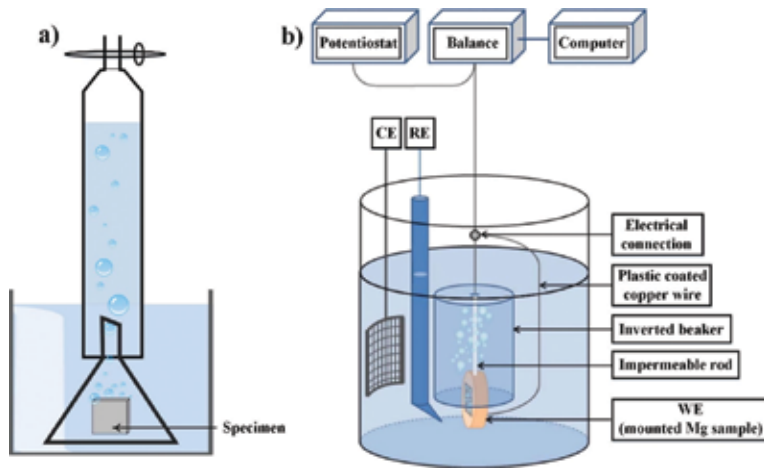 a)
Specimen
b)
Potentiostat
Balance
Computer
CE
RE
Electrical
connection
Plastic coated
copper wire
Inverted beaker
Impermeable rod
WE
(mounted Mg sample)